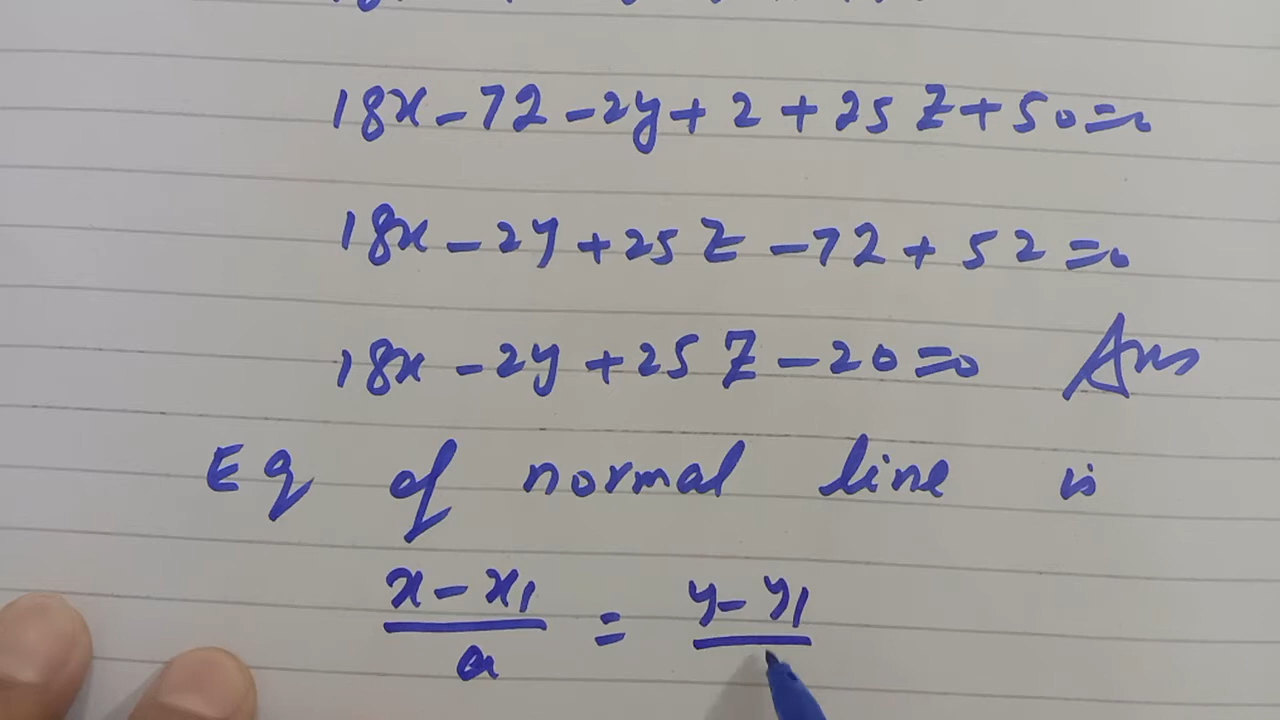 18x - 72 - 2y + 2 + 25Z + 50 = 0
18x - 2y + 25Z - 72 + 52 = 0
18x - 2y + 25Z - 20 = 0 Ans
Eq of normal line is
x - x₁ = y - y₁
a